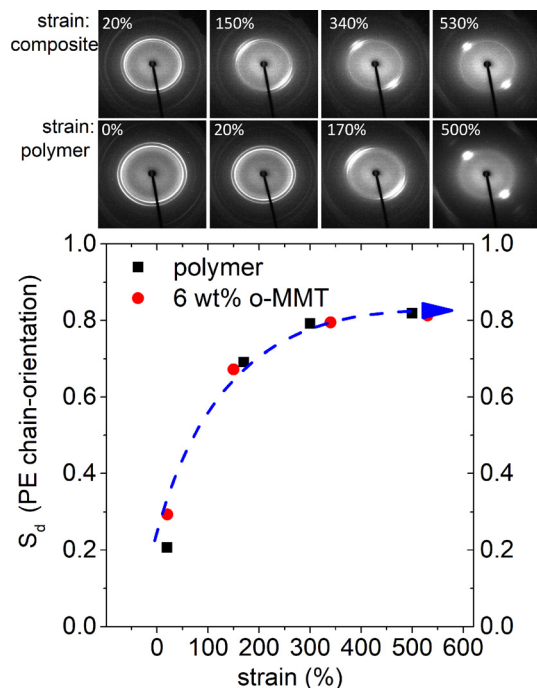 strain: composite
20% 150% 340% 530%
strain: polymer
0% 20% 170% 500%
1.0 1.0
polymer
6 wt% o-MMT
0.8 0.8
0.6 0.6
0.4 0.4
0.2 0.2
0.0 0.0
S_d (PE chain-orientation)
0 100 200 300 400 500 600
strain (%)